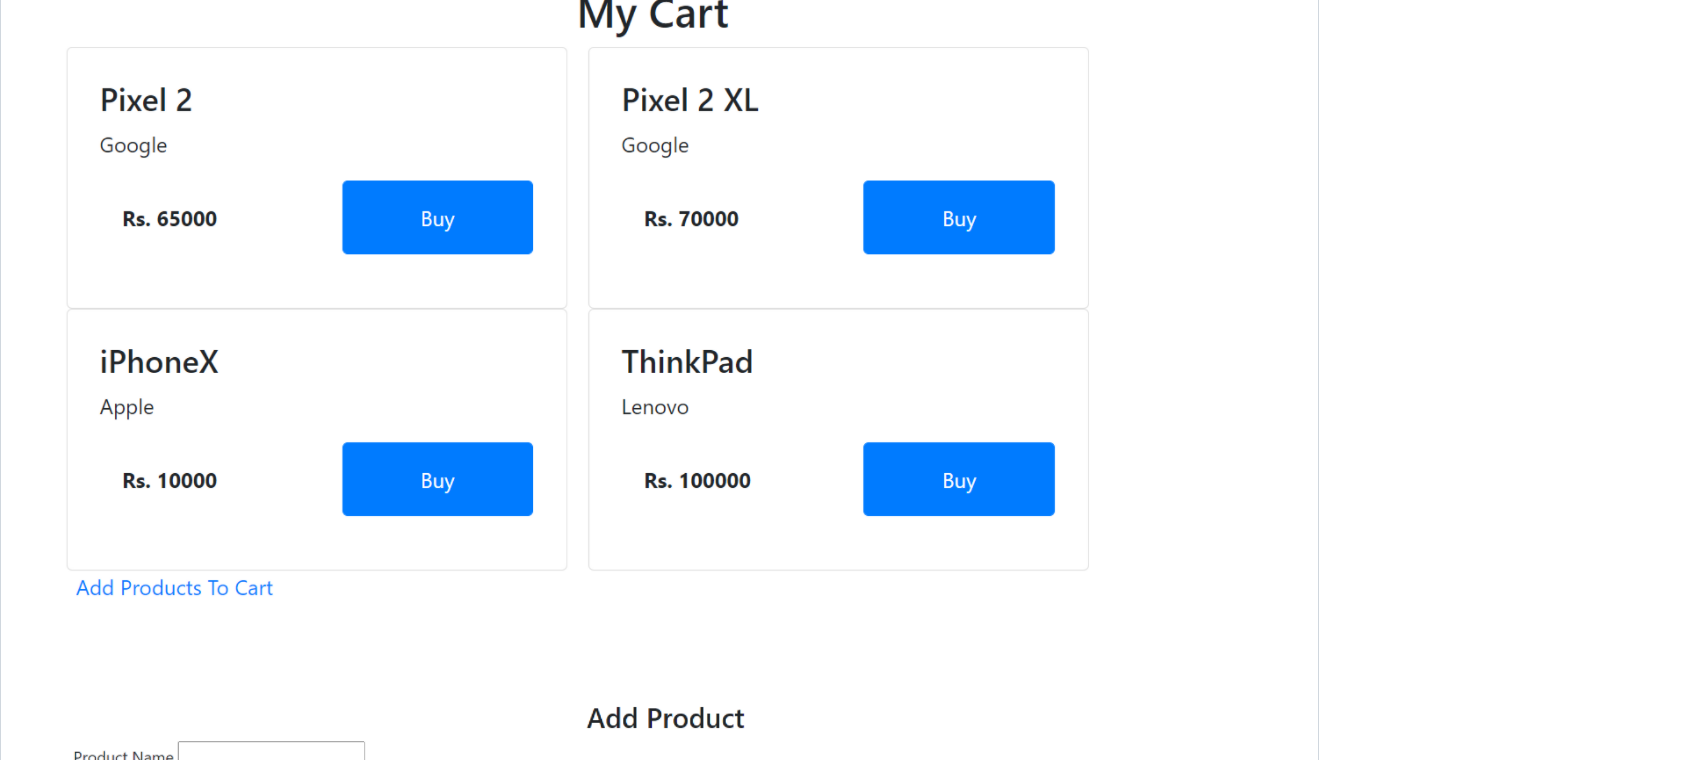 My Cart
Pixel 2
Google
Rs. 65000
Buy
Pixel 2 XL
Google
Rs. 70000
Buy
iPhoneX
Apple
Rs. 10000
Buy
ThinkPad
Lenovo
Rs. 100000
Buy
Add Products To Cart
Add Product
Product Name